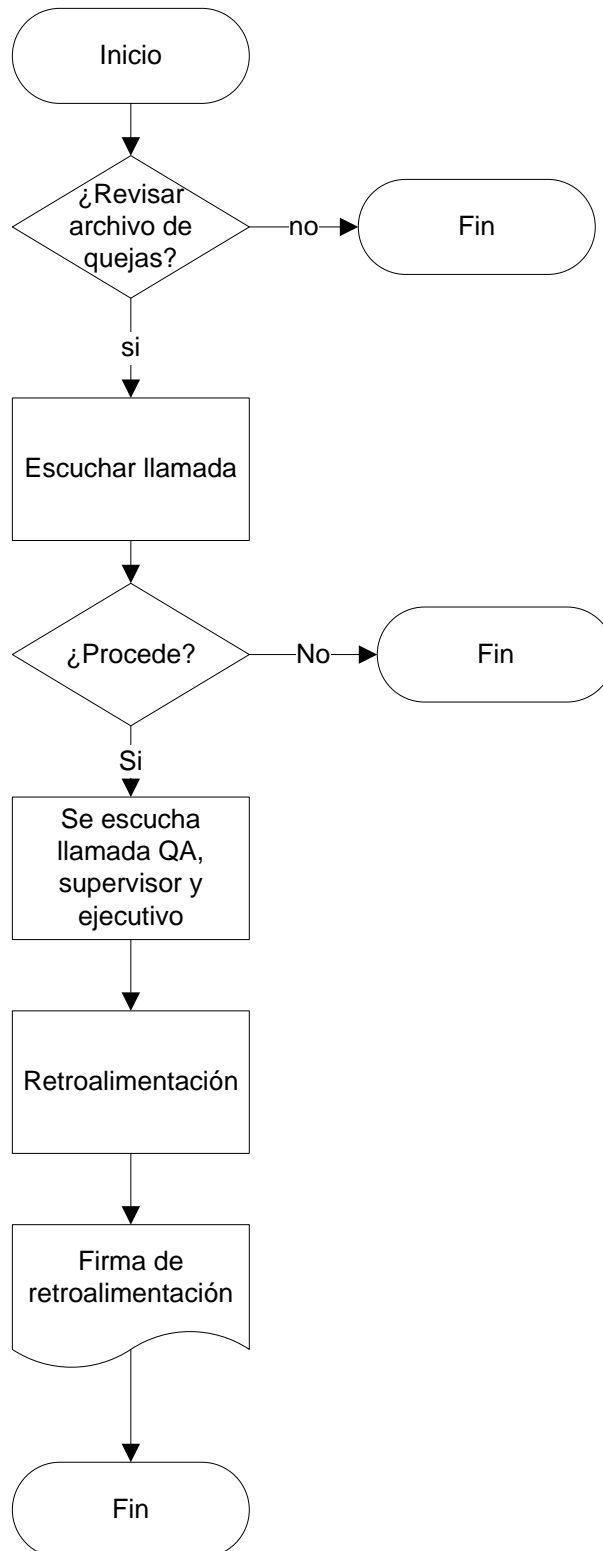 Inicio
¿Revisar
archivo de
quejas?
no
Fin
si
Escuchar llamada
¿Procede?
No
Fin
Si
Se escucha
llamada QA,
supervisor y
ejecutivo
Retroalimentación
Firma de
retroalimentación
Fin